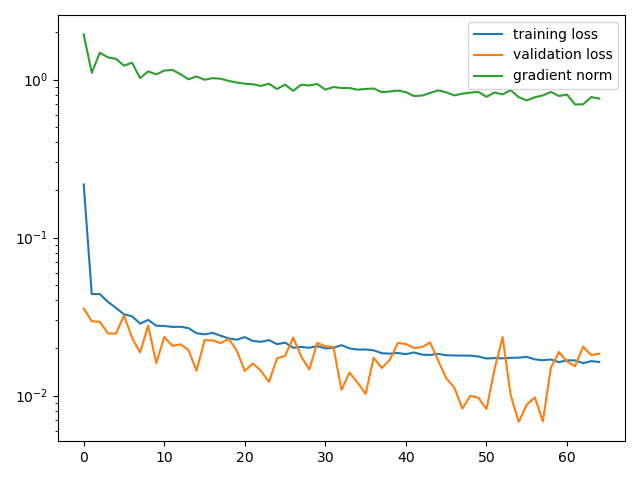 training loss
validation loss
gradient norm
10⁰
10⁻¹
10⁻²
0 10 20 30 40 50 60